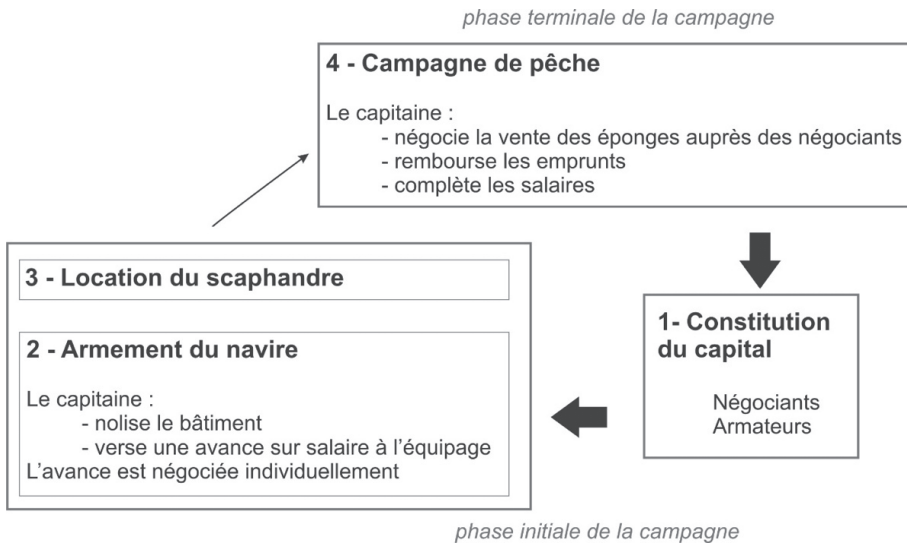 phase terminale de la campagne
4 - Campagne de pêche
Le capitaine :
- négocie la vente des éponges auprès des négociants
- rembourse les emprunts
- complète les salaires
3 - Location du scaphandre
2 - Armement du navire
Le capitaine :
- nolise le bâtiment
- verse une avance sur salaire à l'équipage
L'avance est négociée individuellement
1- Constitution
du capital
Négociants
Armateurs
phase initiale de la campagne